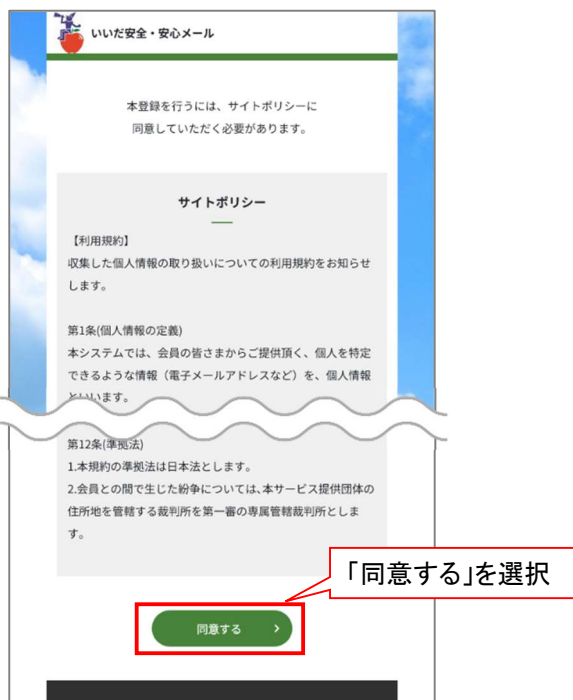 いいだ安全・安心メール
本登録を行うには、サイトポリシーに
同意していただく必要があります。
サイトポリシー
【利用規約】
収集した個人情報の取り扱いについての利用規約をお知らせ
します。
第1条(個人情報の定義)
本システムでは、会員の皆さまからご提供頂く、個人を特定
できるような情報（電子メールアドレスなど）を、個人情報
といいます。
第12条(準拠法)
1.本規約の準拠法は日本法とします。
2.会員との間で生じた紛争については、本サービス提供団体の
住所地を管轄する裁判所を第一審の専属管轄裁判所としま
す。
「同意する」を選択
同意する